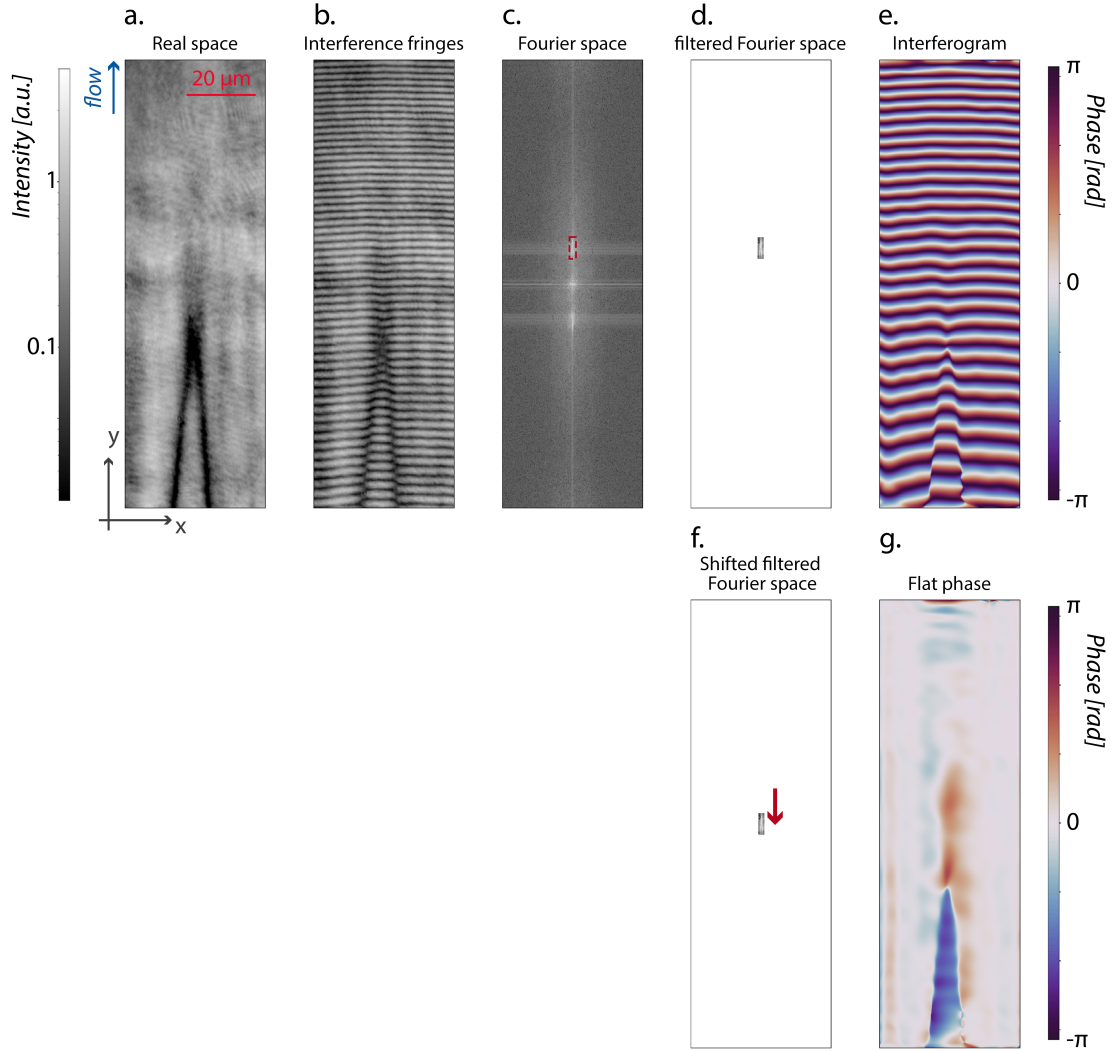 a.
Real space
b.
Interference fringes
c.
Fourier space
d.
filtered Fourier space
e.
Interferogram
Intensity [a.u.]
1
0.1
flow
20 μm
y
x
π
0
-π
Phase [rad]
f.
Shifted filtered
Fourier space
g.
Flat phase
π
0
-π
Phase [rad]